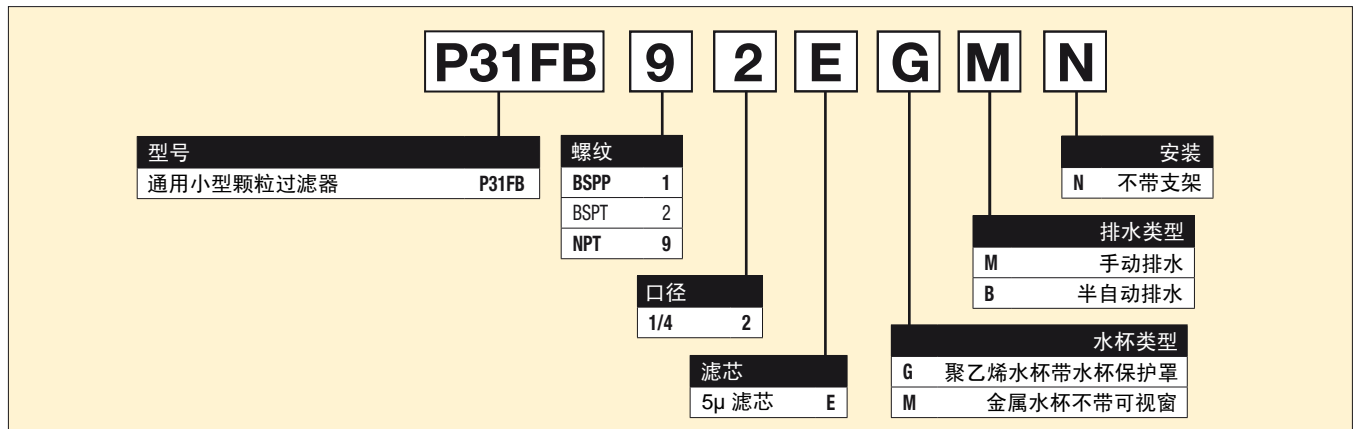 P31FB 9 2 E G M N
型号
通用小型颗粒过滤器 P31FB
螺纹
BSPP 1
BSPT 2
NPT 9
口径
1/4 2
滤芯
5µ 滤芯 E
安装
N 不带支架
排水类型
M 手动排水
B 半自动排水
水杯类型
G 聚乙烯水杯带水杯保护罩
M 金属水杯不带可视窗